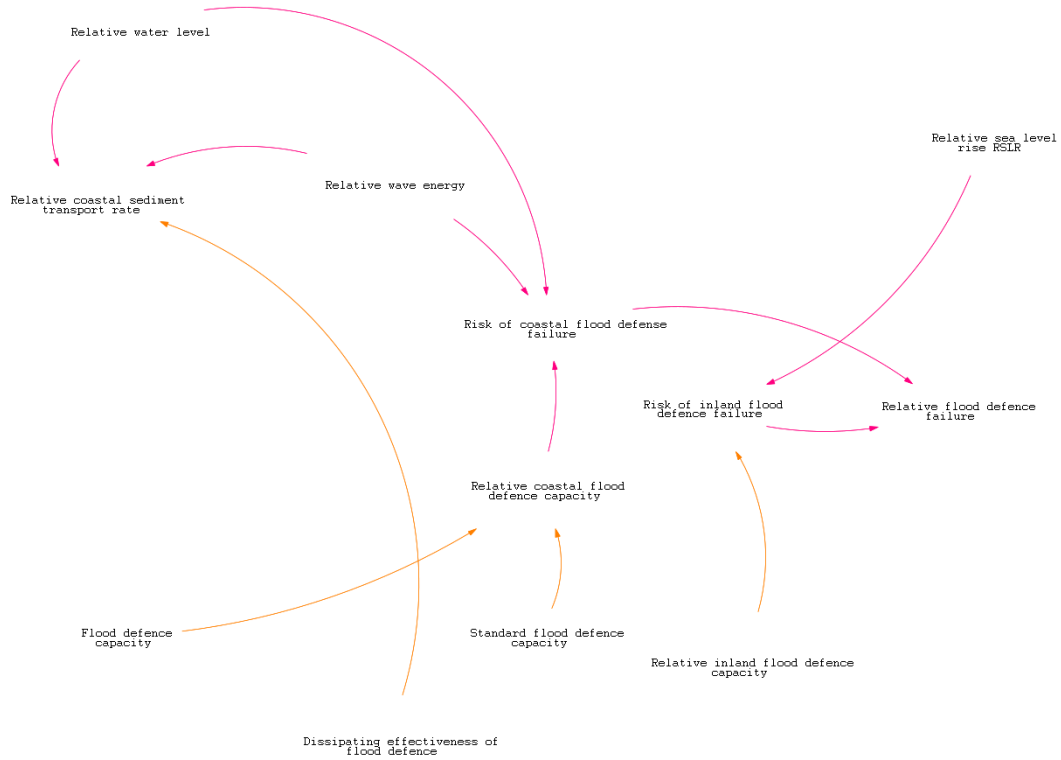 Relative water level
Relative sea level
rise RSLR
Relative wave energy
Relative coastal sediment
transport rate
Risk of coastal flood defense
failure
Risk of inland flood
defence failure
Relative flood defence
failure
Relative coastal flood
defence capacity
Flood defence
capacity
Standard flood defence
capacity
Relative inland flood defence
capacity
Dissipating effectiveness of
flood defence